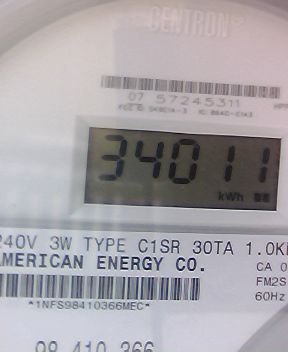 CENTRON
07 57245311
34011
kWh
240V 3W TYPE C1SR 30TA 1.0K
AMERICAN ENERGY CO.
CA 0
FM2S
60Hz
*1NFS98410366MEC*
98 410 366